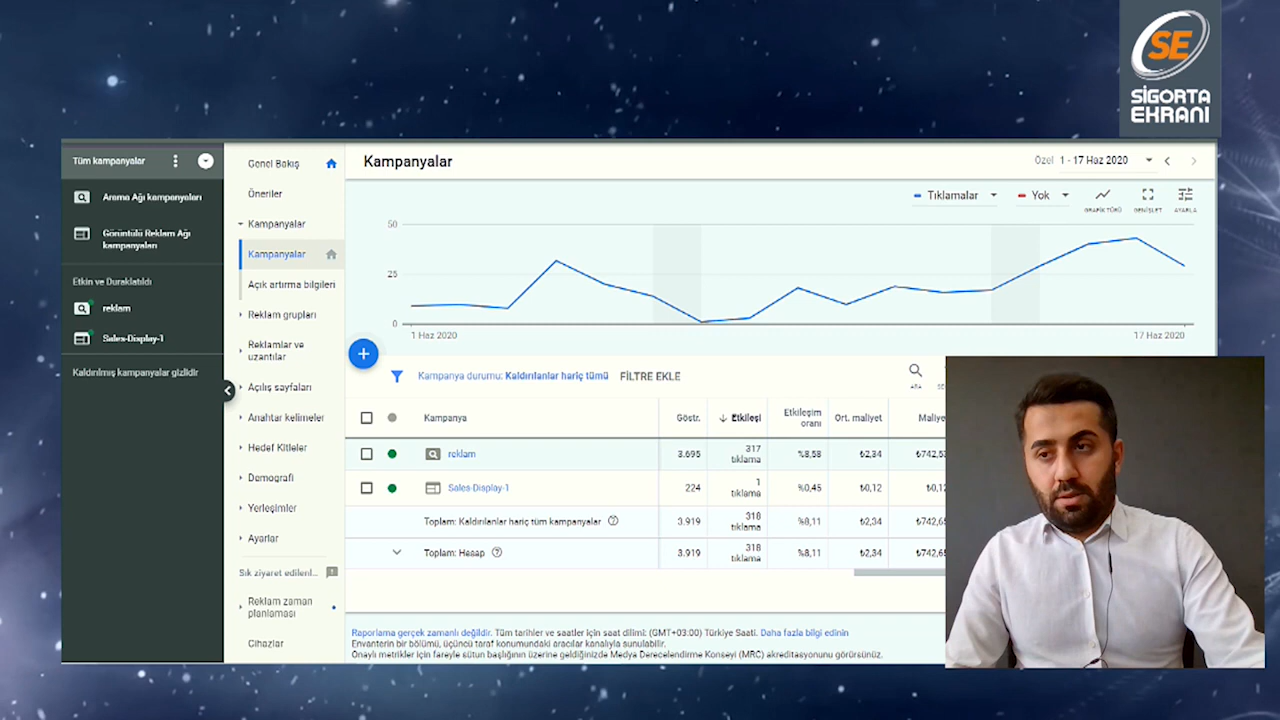 SE
SİGORTA
EKRANI
Tüm kampanyalar
Arama Ağı kampanyaları
Görüntülü Reklam Ağı
kampanyaları
Etkin ve Duraklatıldı
reklam
Sales-Display-1
Kaldırılmış kampanyalar gizlidir
Genel Bakış
Öneriler
Kampanyalar
Kampanyalar
Açık artırma bilgileri
Reklam grupları
Reklamlar ve
uzantılar
Açılış sayfaları
Anahtar kelimeler
Hedef Kitleler
Demografi
Yerleşimler
Ayarlar
Sık ziyaret edilenl...
Reklam zaman
planlaması
Cihazlar
Kampanyalar
Özel 1 - 17 Haz 2020
Tıklamalar
Yok
GRAFİK TÜRÜ
GENİŞLET
AYARLA
50
25
0
1 Haz 2020
17 Haz 2020
Kampanya durumu: Kaldırılanlar hariç tümü FİLTRE EKLE
ARA
Kampanya Göstr. Etkileşi Etkileşim oranı Ort. maliyet Maliye
reklam 3.695 317 tıklama %8,58 ₺2,34 ₺742,53
Sales-Display-1 224 1 tıklama %0,45 ₺0,12 ₺0,12
Toplam: Kaldırılanlar hariç tüm kampanyalar 3.919 318 tıklama %8,11 ₺2,34 ₺742,65
Toplam: Hesap 3.919 318 tıklama %8,11 ₺2,34 ₺742,65
Raporlama gerçek zamanlı değildir. Tüm tarihler ve saatler için saat dilimi: (GMT+03:00) Türkiye Saati. Daha fazla bilgi edinin
Envanterin bir bölümü, üçüncü taraf konumundaki aracılar kanalıyla sunulabilir.
Onaylı metrikler için fareyle sütun başlığının üzerine geldiğinizde Medya Derecelendirme Konseyi (MRC) akreditasyonunu görürsünüz.